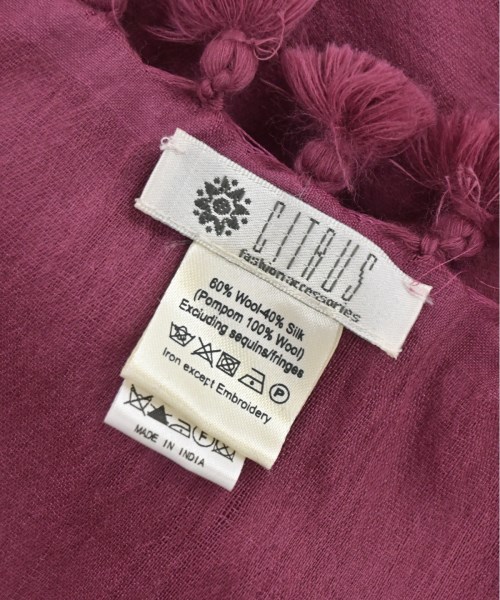 CITRUS
fashion accessories
60% Wool-40% Silk
(Pompom 100% Wool)
Excluding sequins/fringes
P
Iron except Embroidery
F
MADE IN INDIA